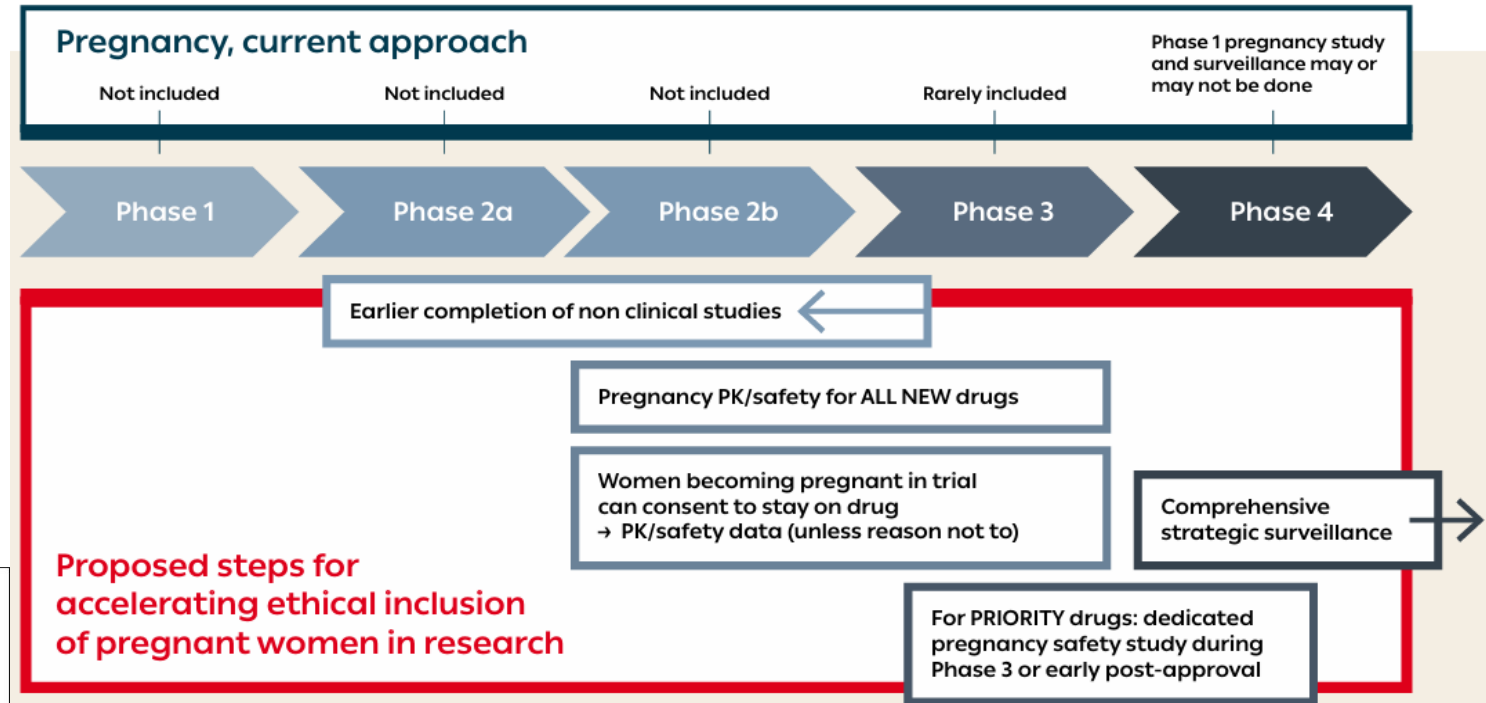 Pregnancy, current approach
Not included
Not included
Not included
Rarely included
Phase 1 pregnancy study
and surveillance may or
may not be done
Phase 1
Phase 2a
Phase 2b
Phase 3
Phase 4
Earlier completion of non clinical studies
Pregnancy PK/safety for ALL NEW drugs
Women becoming pregnant in trial
can consent to stay on drug
→ PK/safety data (unless reason not to)
Comprehensive
strategic surveillance
Proposed steps for
accelerating ethical inclusion
of pregnant women in research
For PRIORITY drugs: dedicated
pregnancy safety study during
Phase 3 or early post-approval